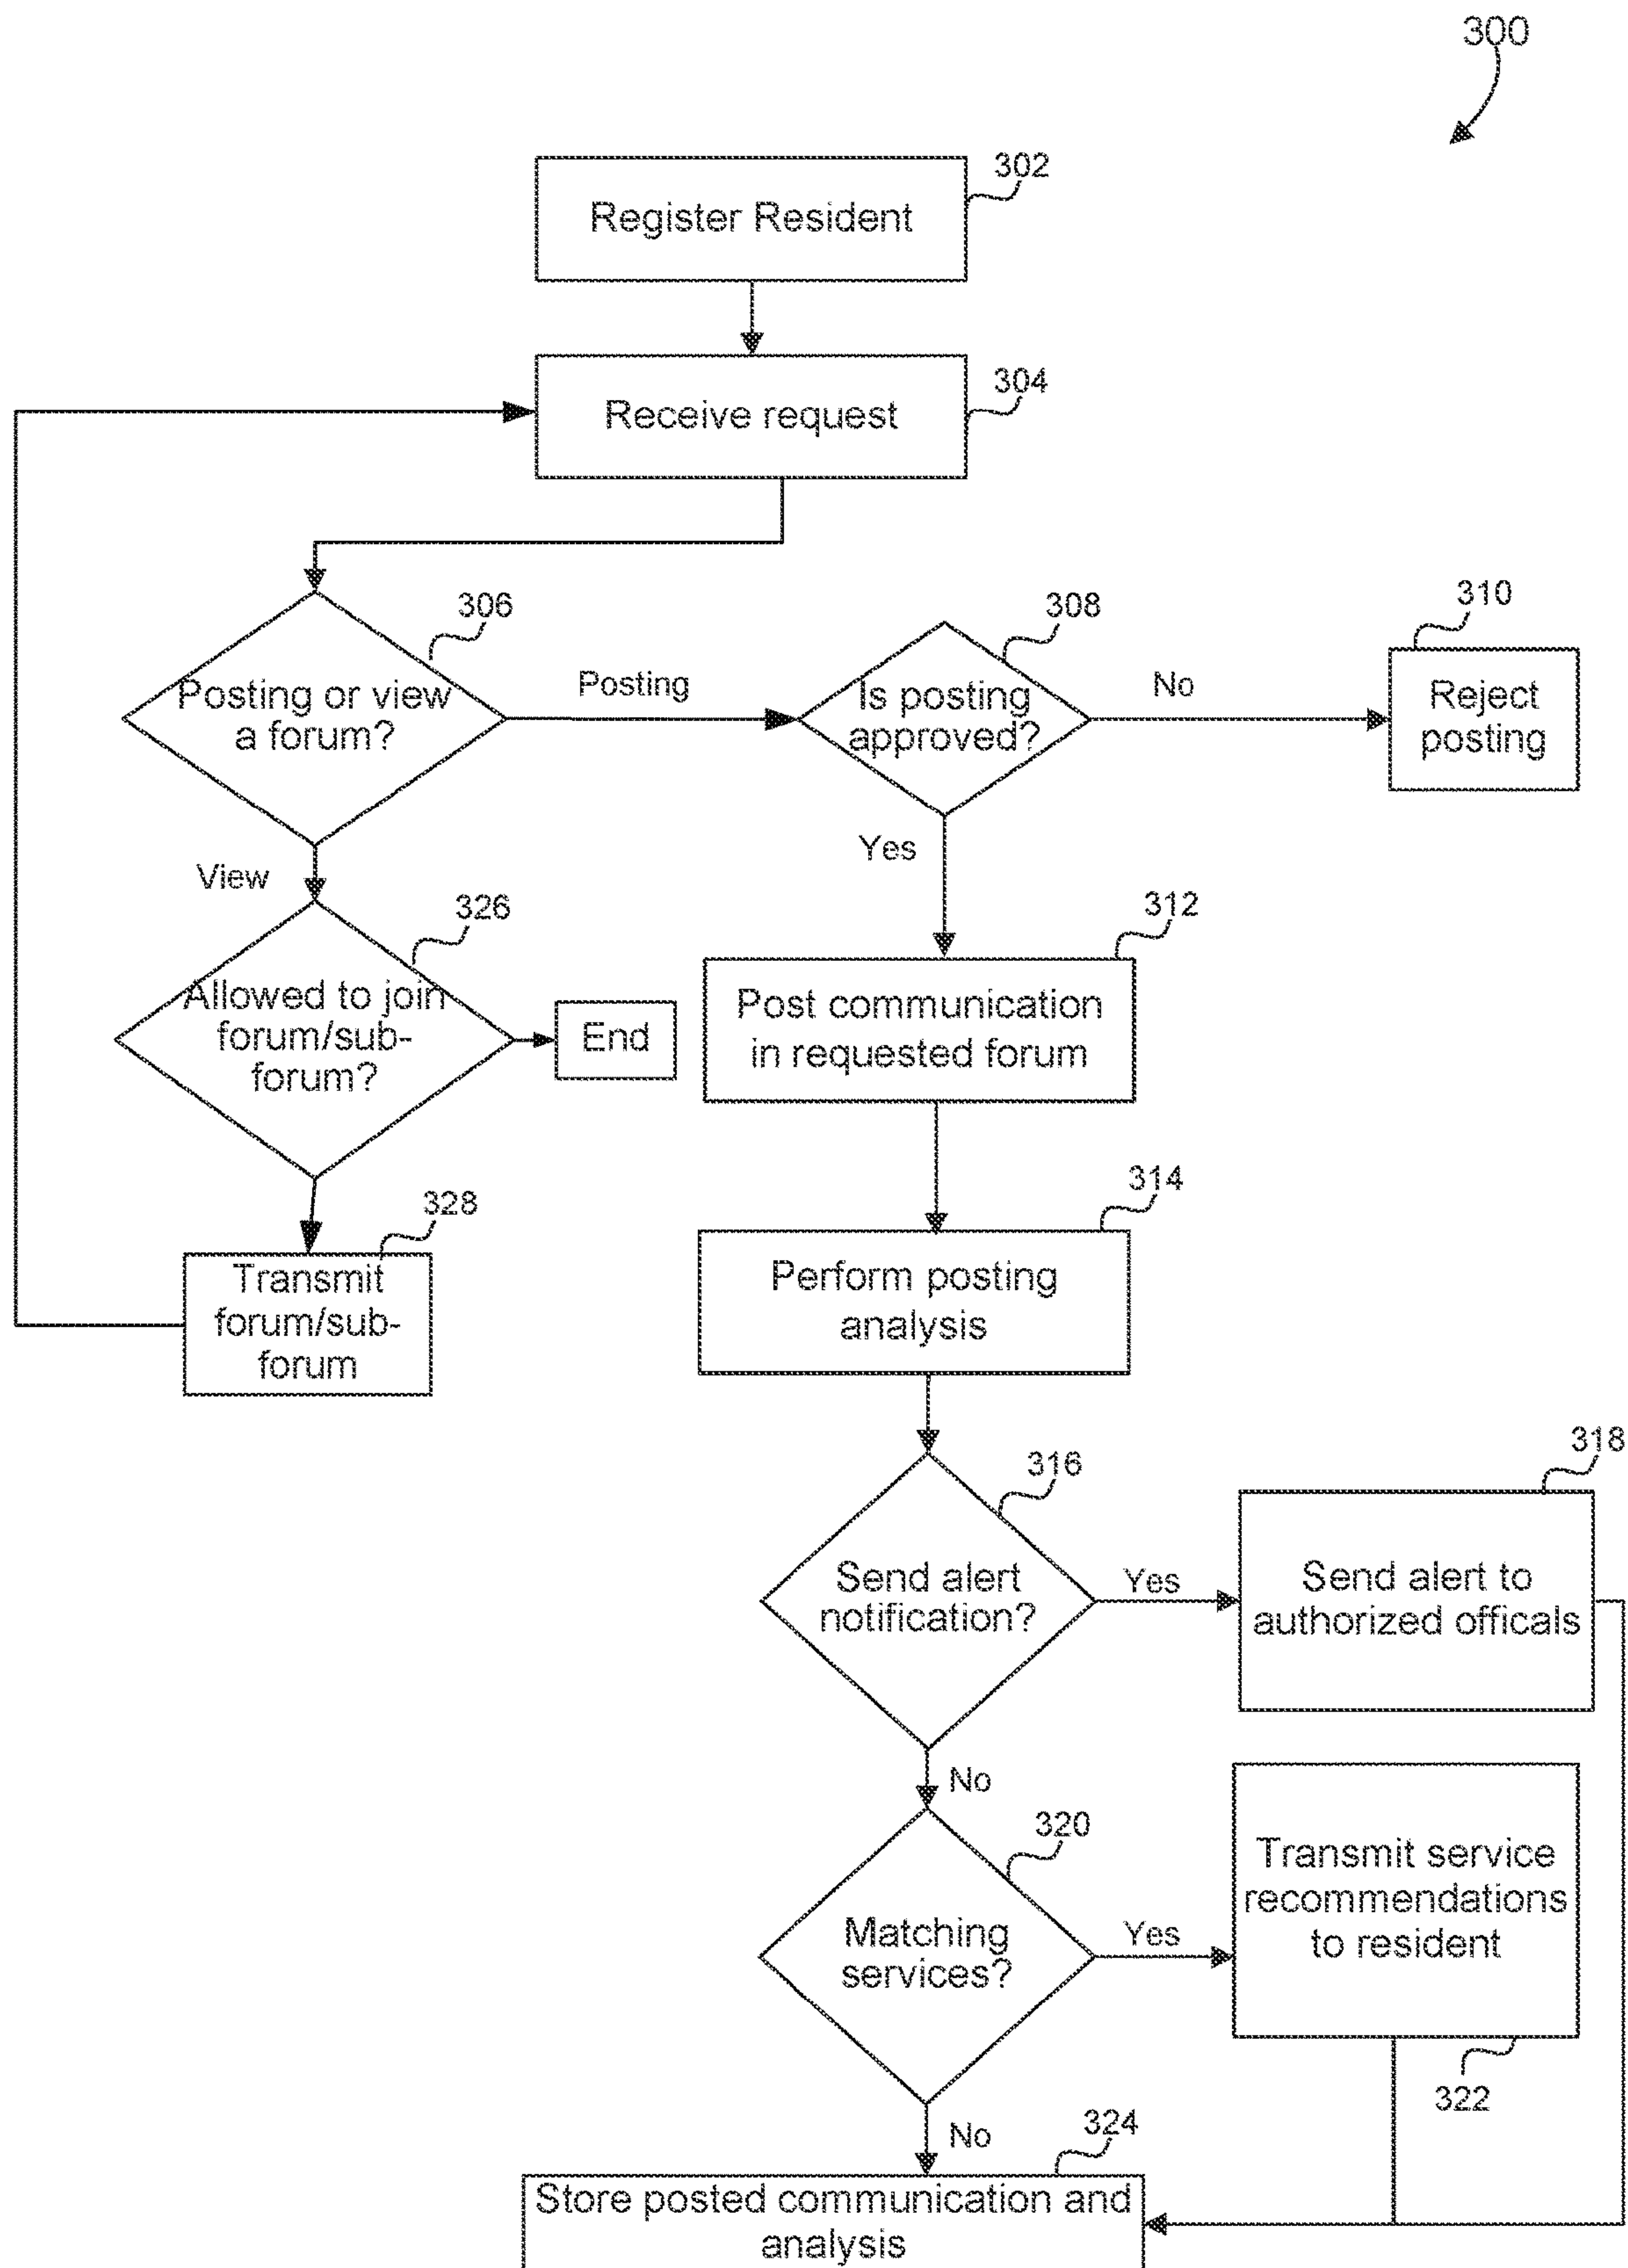 300
302
Register Resident
304
Receive request
306
Posting or view
a forum?
Posting
308
Is posting
approved?
No
310
Reject
posting
View
Yes
326
Allowed to join
forum/sub-
forum?
End
312
Post communication
in requested forum
328
Transmit
forum/sub-
forum
314
Perform posting
analysis
316
Send alert
notification?
Yes
318
Send alert to
authorized officals
No
320
Matching
services?
Yes
Transmit service
recommendations
to resident
322
No
324
Store posted communication and
analysis